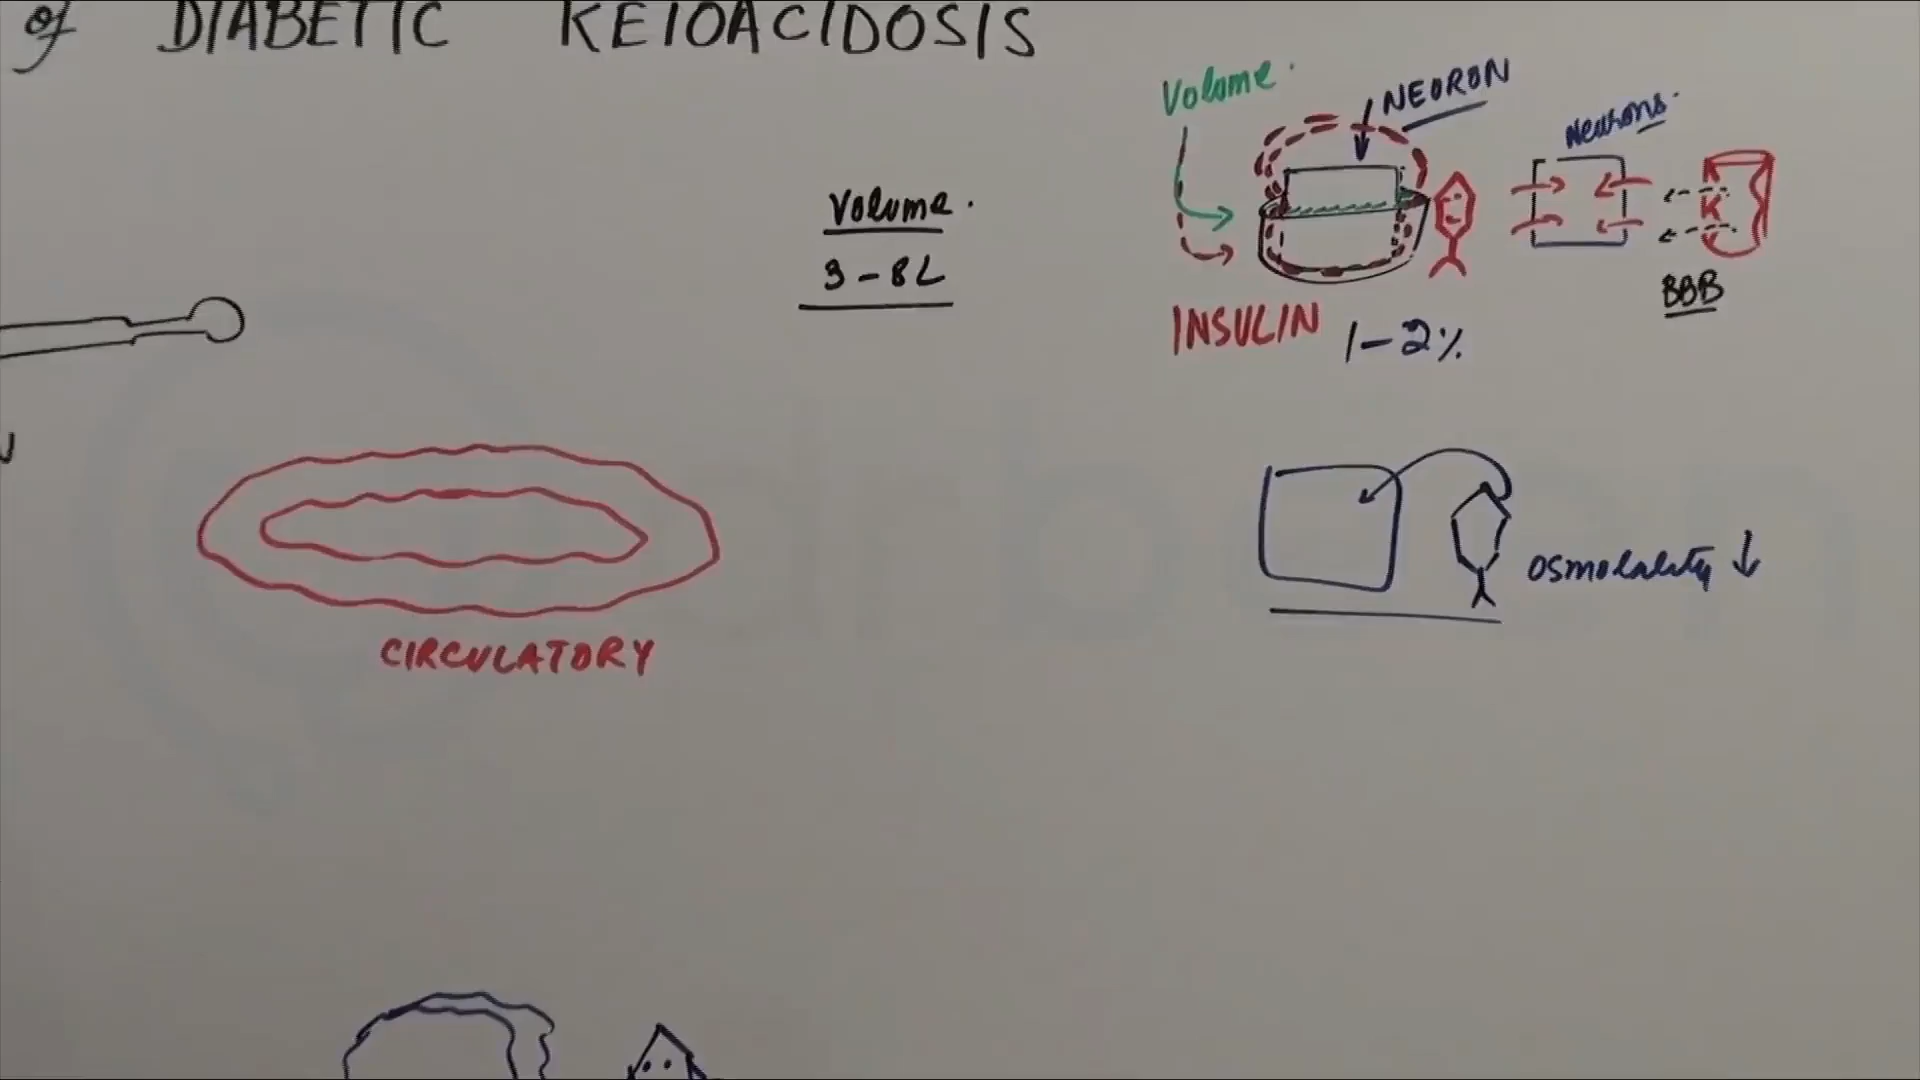 of DIABETIC KETOACIDOSIS
Volume.
NEORON
Neurons.
Volume.
3-8L
K
K
K
BBB
INSULIN 1-2%
osmolality ↓
CIRCULATORY